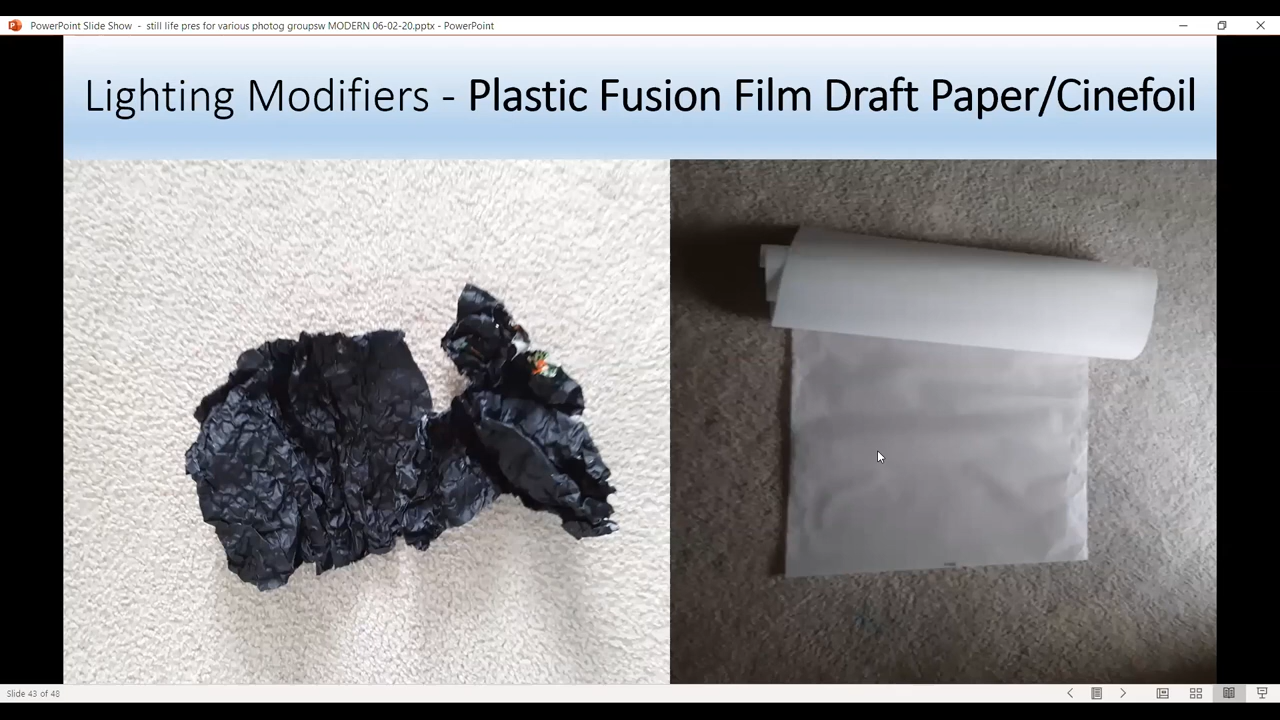 PowerPoint Slide Show - still life pres for various photog groupsw MODERN 06-02-20.pptx - PowerPoint
Lighting Modifiers - Plastic Fusion Film Draft Paper/Cinefoil
Slide 43 of 48